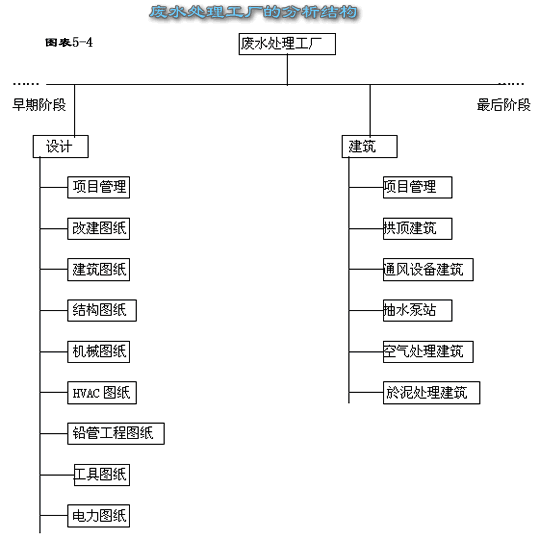 废水处理工厂的分析结构
图表5-4
废水处理工厂
……
……
早期阶段
最后阶段
设计
建筑
项目管理
改建图纸
建筑图纸
结构图纸
机械图纸
HVAC 图纸
铅管工程图纸
工具图纸
电力图纸
项目管理
拱顶建筑
通风设备建筑
抽水泵站
空气处理建筑
於泥处理建筑